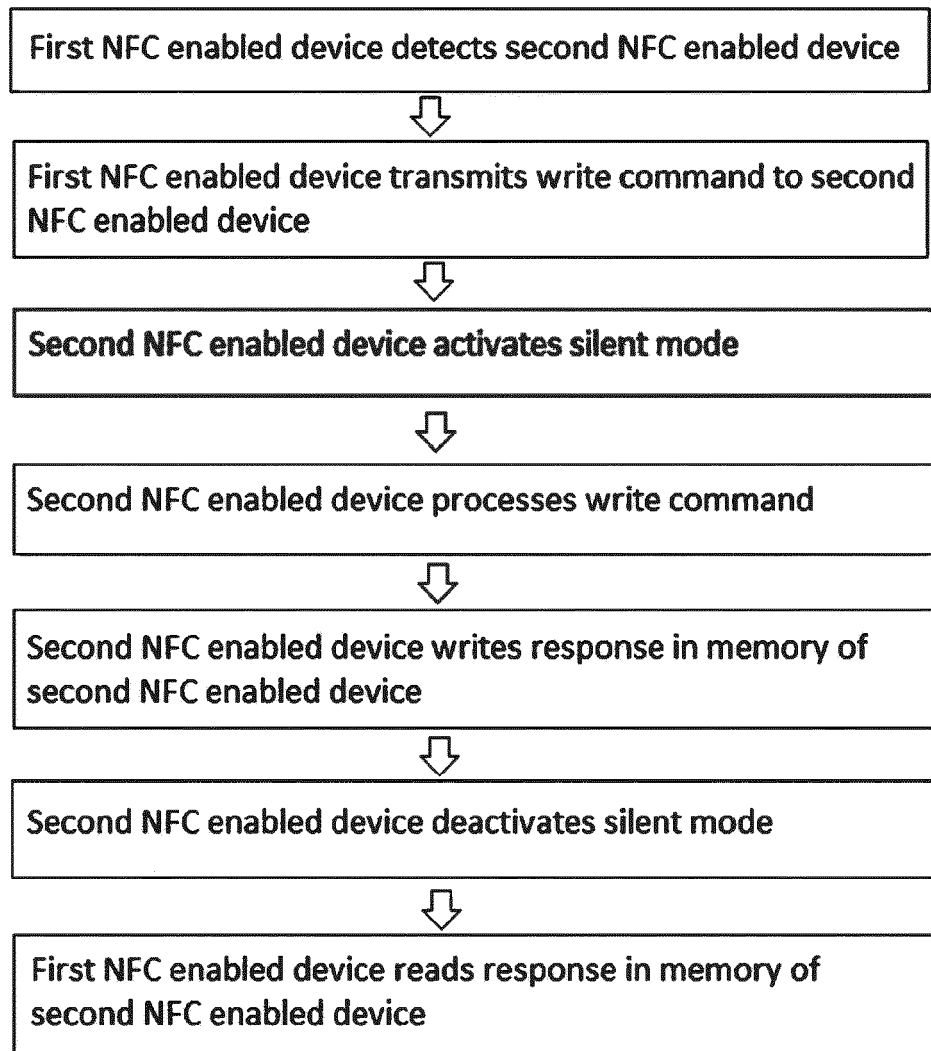 First NFC enabled device detects second NFC enabled device
First NFC enabled device transmits write command to second
NFC enabled device
Second NFC enabled device activates silent mode
Second NFC enabled device processes write command
Second NFC enabled device writes response in memory of
second NFC enabled device
Second NFC enabled device deactivates silent mode
First NFC enabled device reads response in memory of
second NFC enabled device